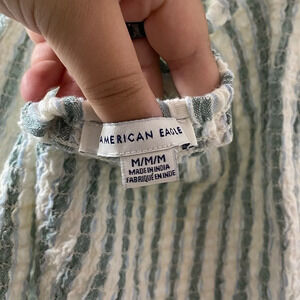 AMERICAN EAGLE
M/M/M
MADE IN INDIA
FABRIQUÉ EN INDE